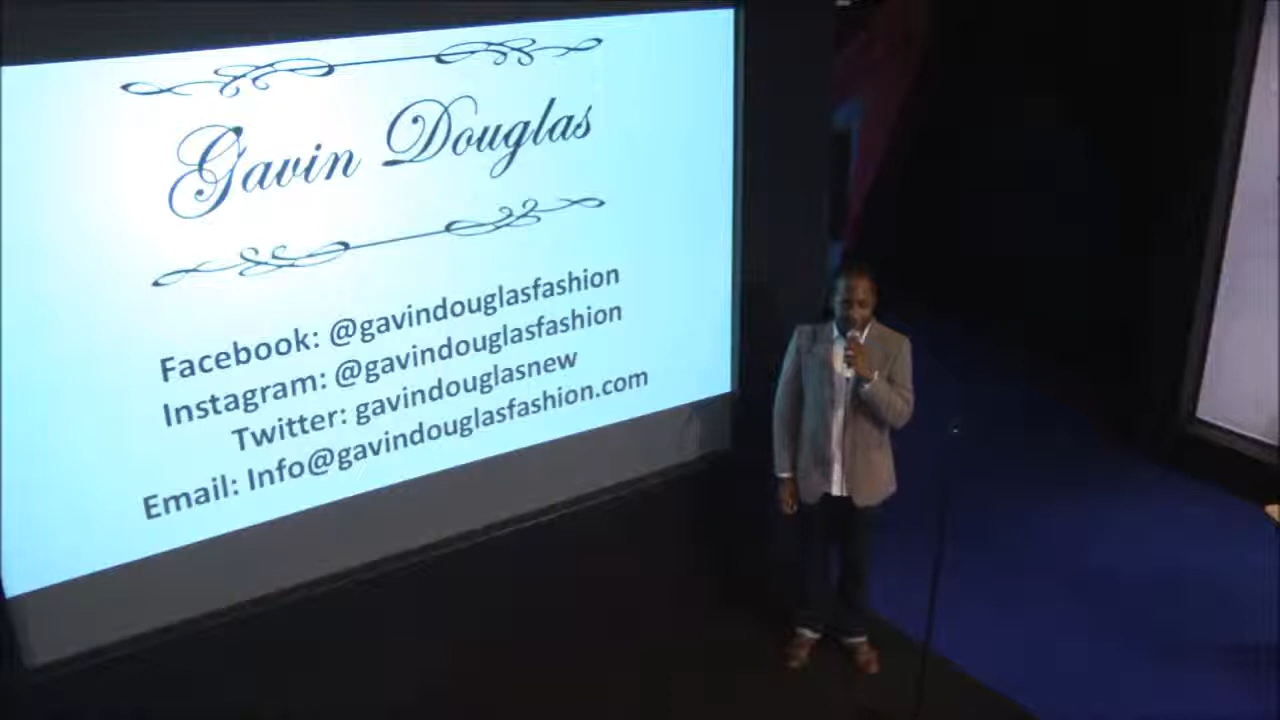 Gavin Douglas
Facebook: @gavindouglasfashion
Instagram: @gavindouglasfashion
Twitter: gavindouglasnew
Email: Info@gavindouglasfashion.com